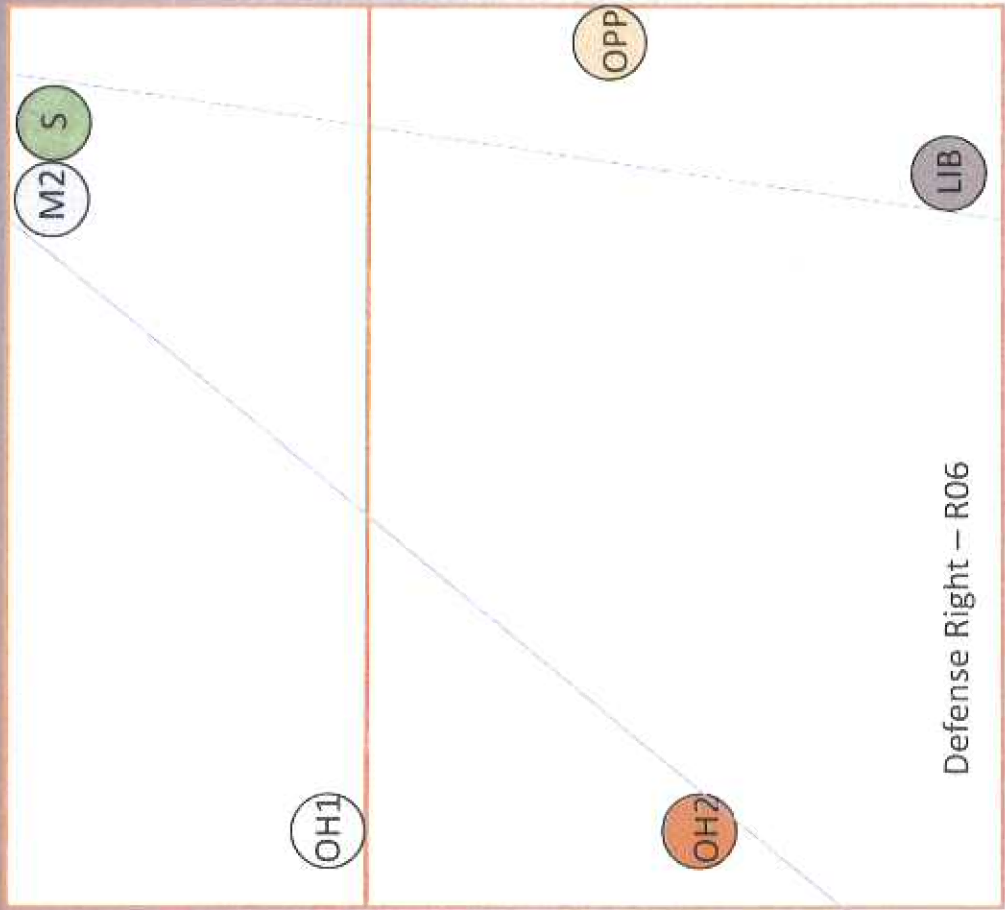 S
M2
OPP
LIB
OH1
OH2
Defense Right – R06